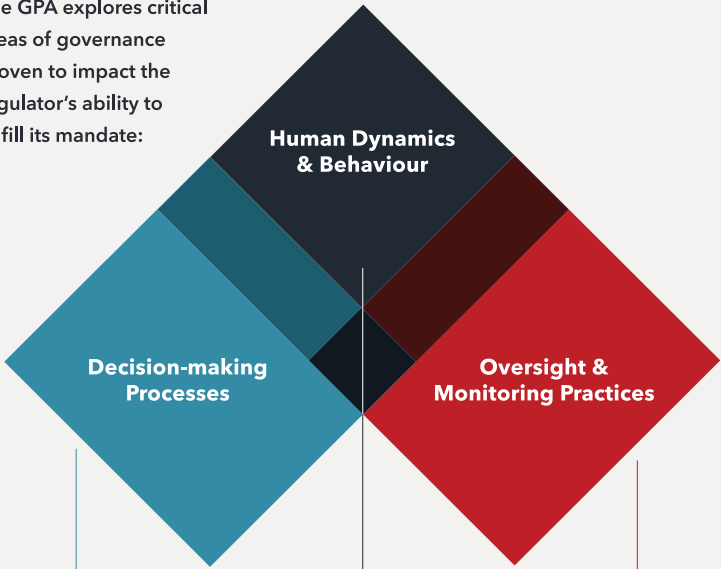 e GPA explores critical
eas of governance
oven to impact the
gulator's ability to
fill its mandate:
Human Dynamics
& Behaviour
Decision-making
Processes
Oversight &
Monitoring Practices